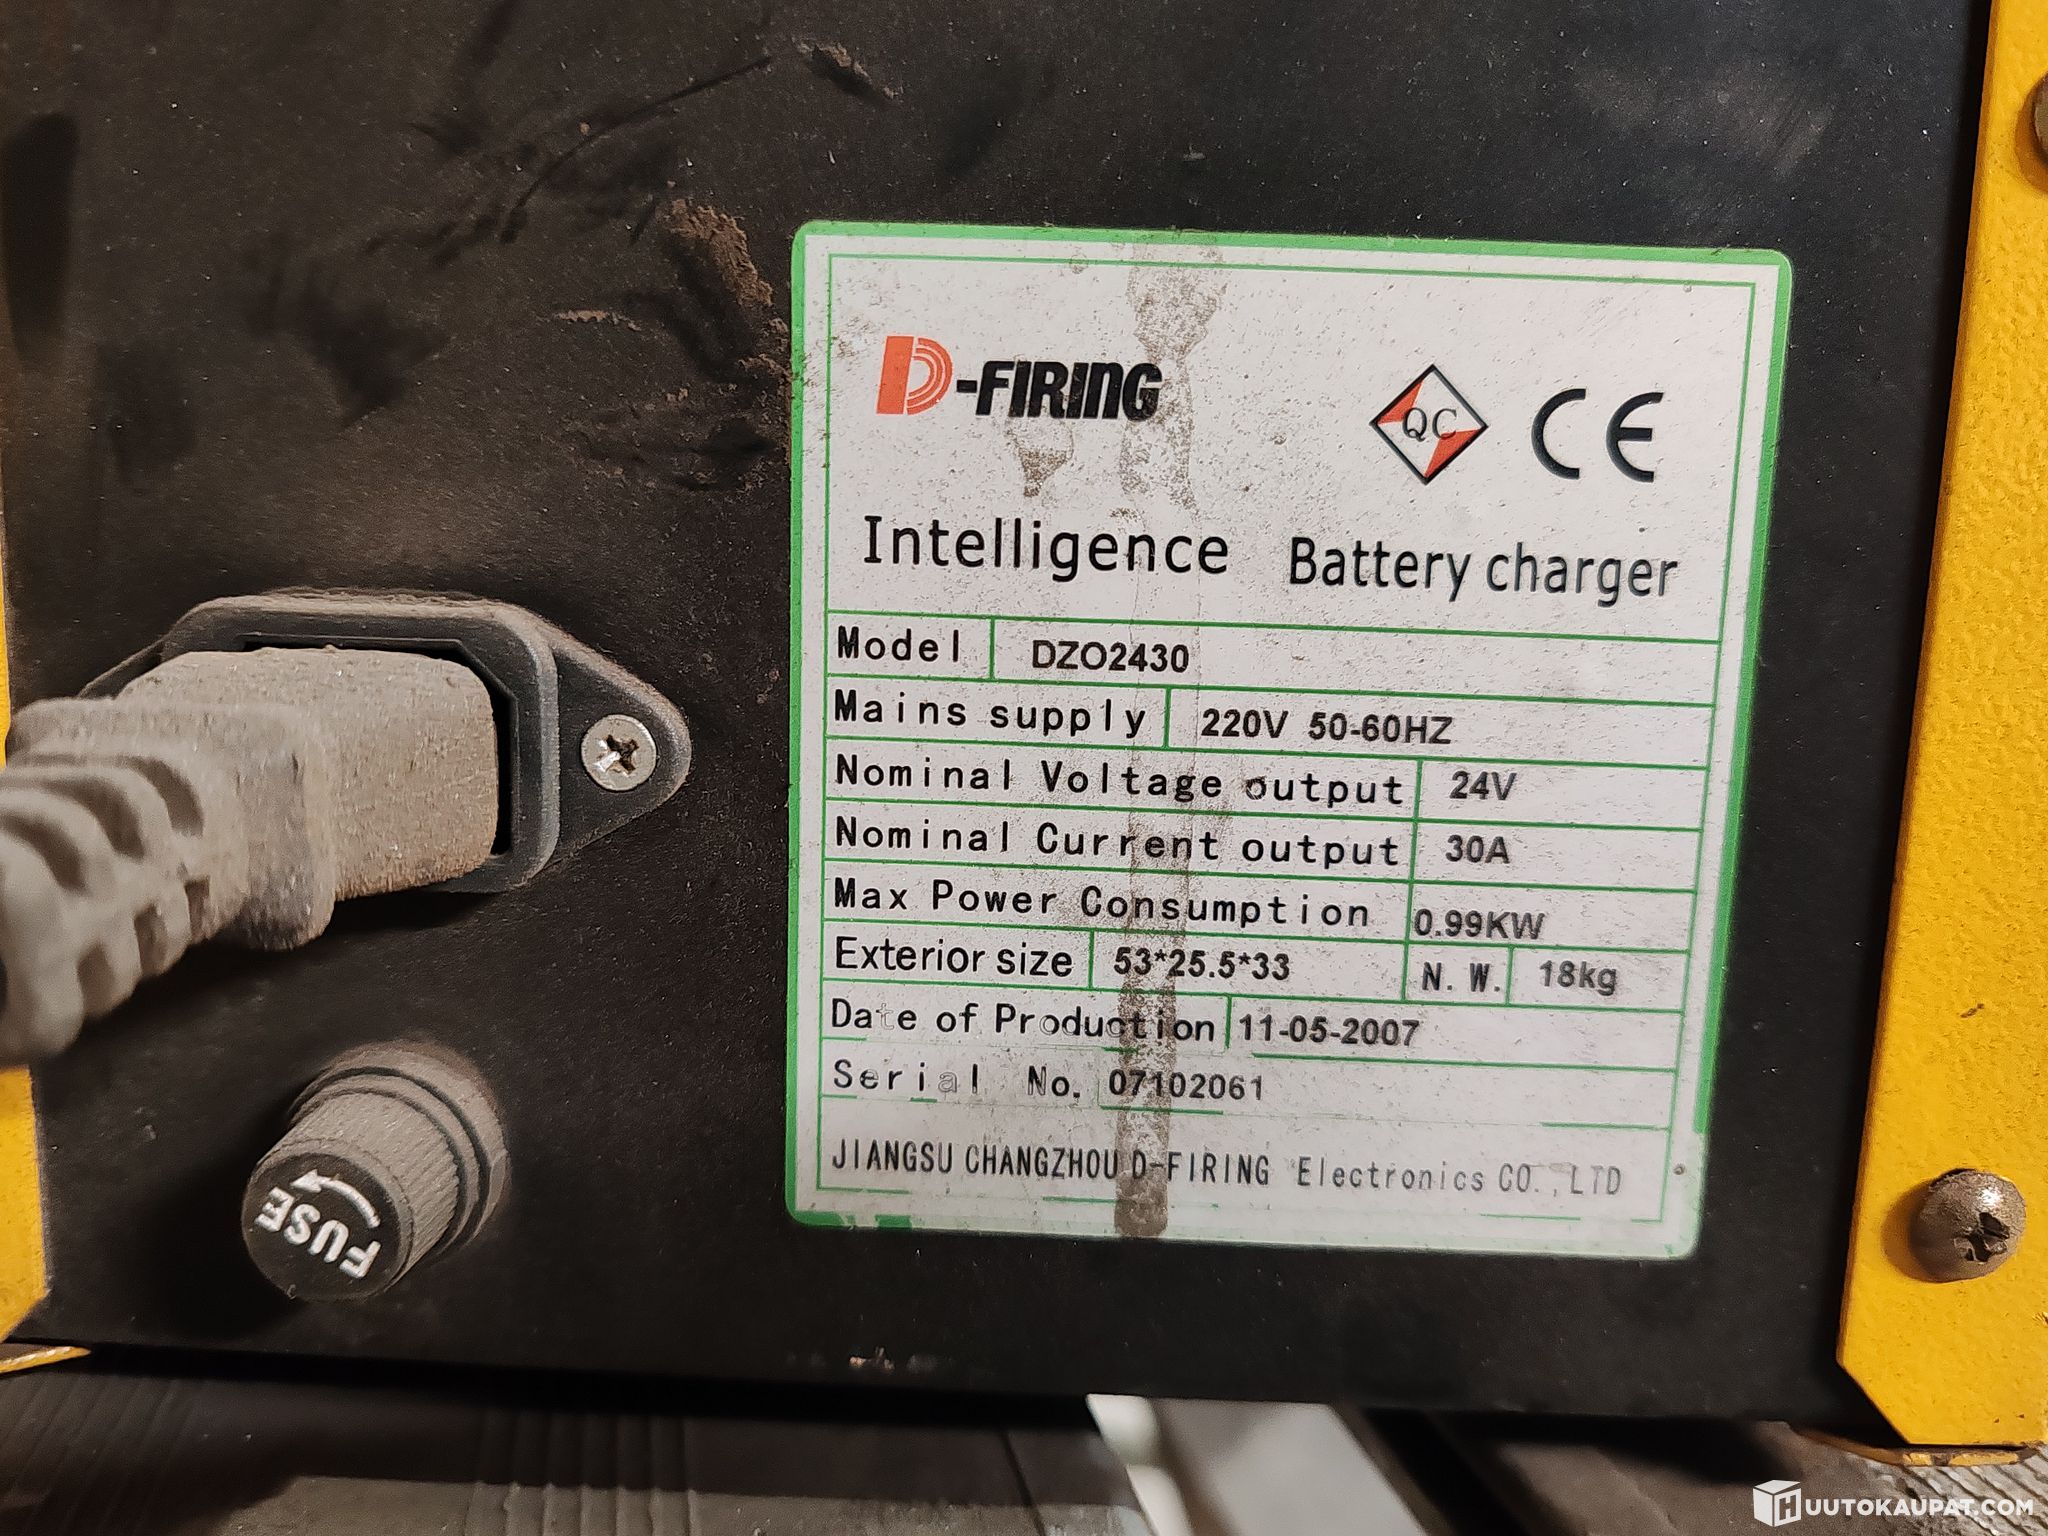 D-FIRING
QC CE
Intelligence Battery charger
Model DZO2430
Mains supply 220V 50-60HZ
Nominal Voltage output 24V
Nominal Current output 30A
Max Power Consumption 0.99KW
Exterior size 53*25.5*33 N.W. 18kg
Date of Production 11-05-2007
Serial No. 07102061
JIANGSU CHANGZHOU D-FIRING Electronics CO.,LTD
FUSE
HUUTOKAUPAT.COM